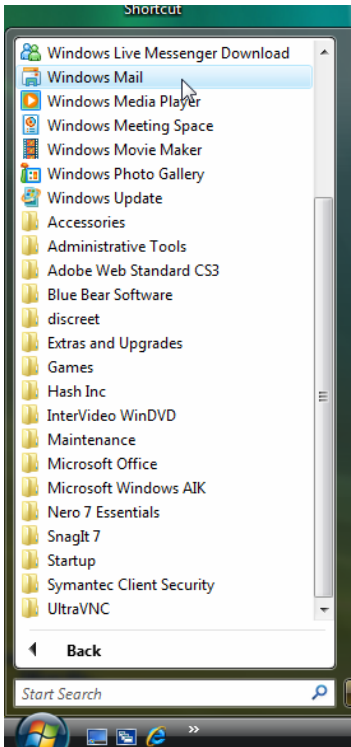 Shortcut
Windows Live Messenger Download
Windows Mail
Windows Media Player
Windows Meeting Space
Windows Movie Maker
Windows Photo Gallery
Windows Update
Accessories
Administrative Tools
Adobe Web Standard CS3
Blue Bear Software
discreet
Extras and Upgrades
Games
Hash Inc
InterVideo WinDVD
Maintenance
Microsoft Office
Microsoft Windows AIK
Nero 7 Essentials
SnagIt 7
Startup
Symantec Client Security
UltraVNC
Back
Start Search